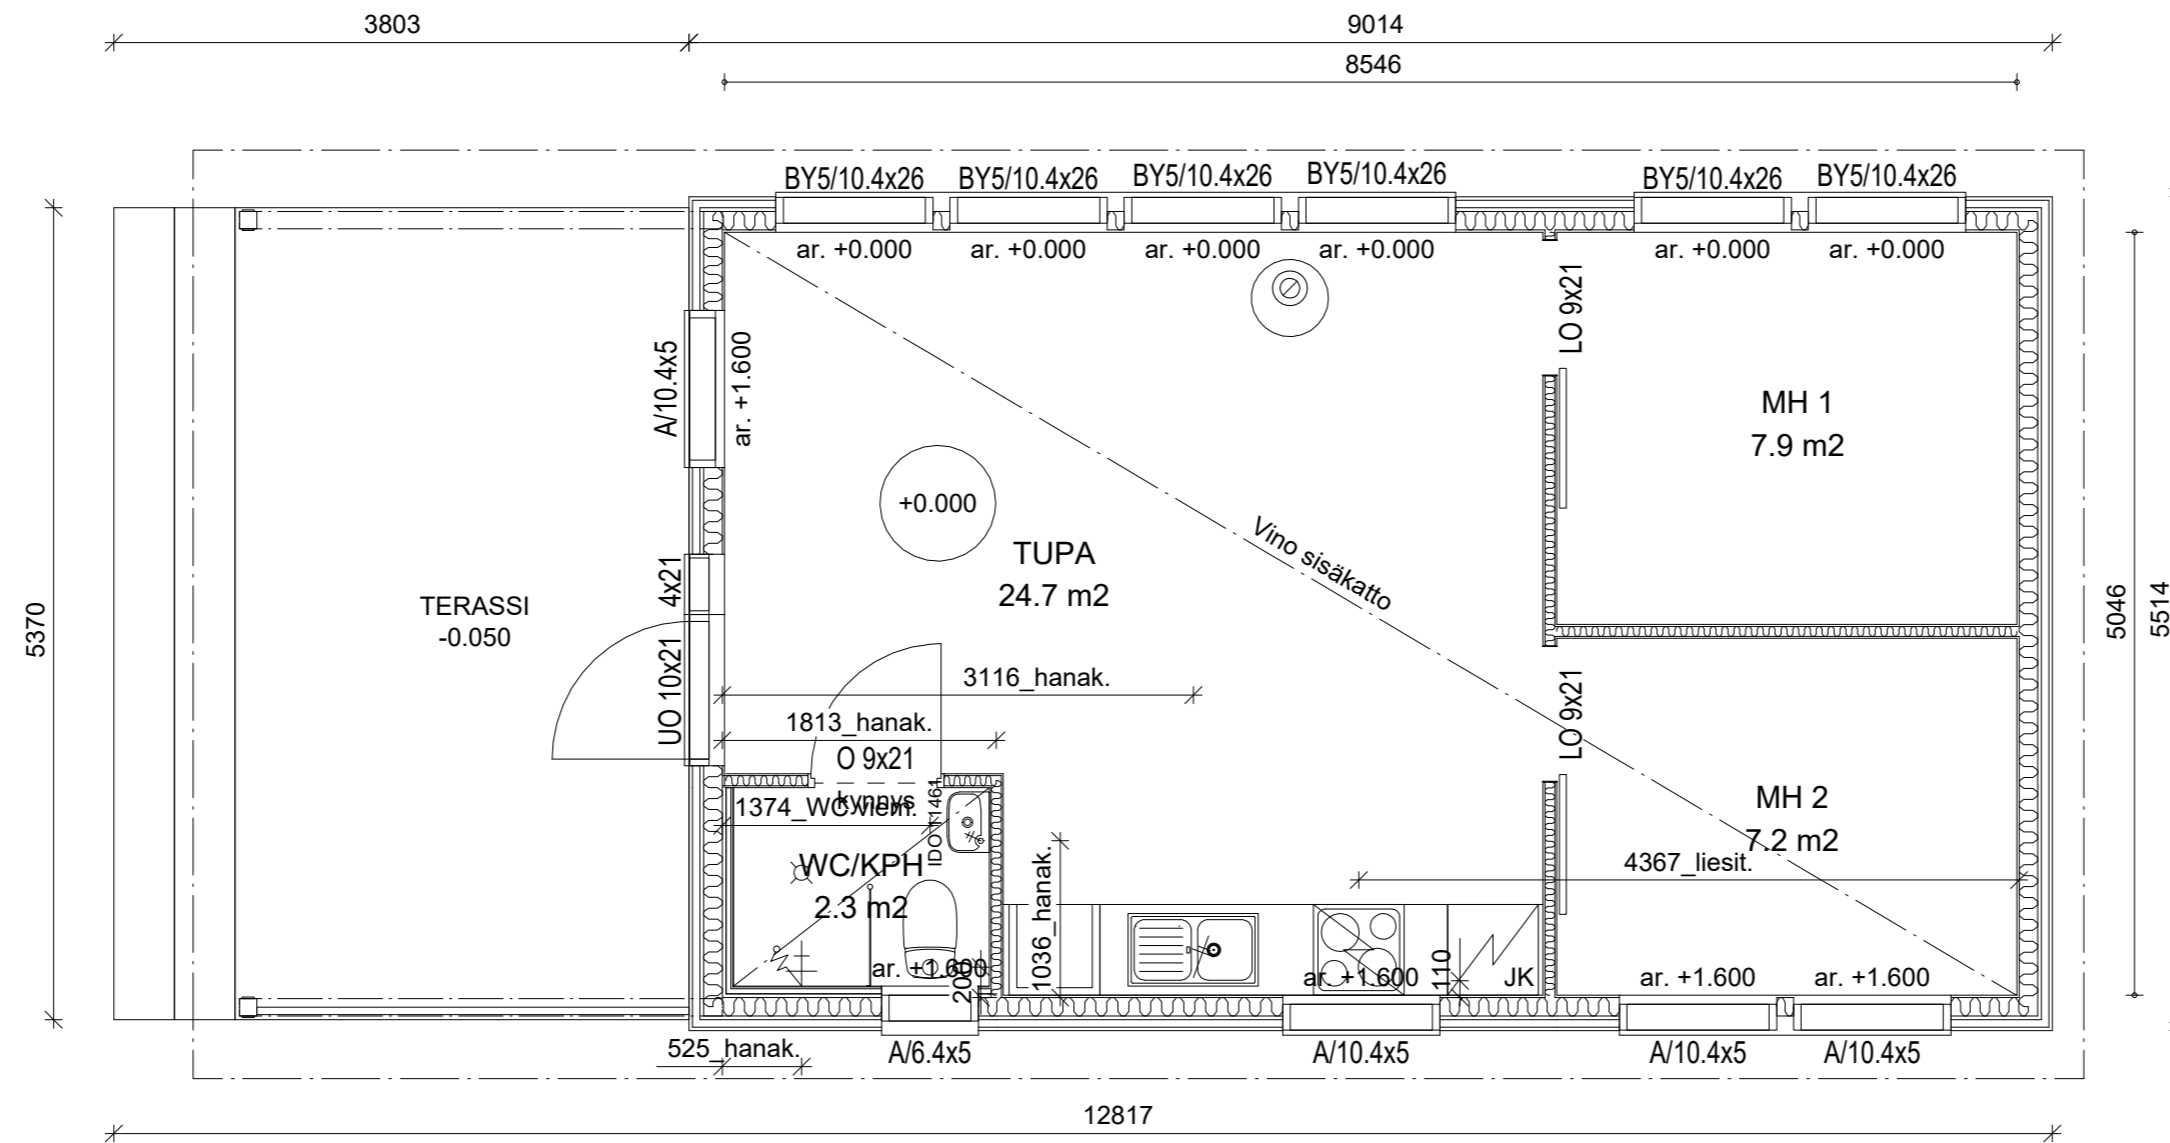 3803
9014
8546
BY5/10.4x26
BY5/10.4x26
BY5/10.4x26
BY5/10.4x26
BY5/10.4x26
BY5/10.4x26
ar. +0.000
ar. +0.000
ar. +0.000
ar. +0.000
ar. +0.000
ar. +0.000
LO 9x21
A/10.4x5
ar. +1.600
MH 1
7.9 m2
+0.000
TUPA
24.7 m2
Vino sisäkatto
TERASSI
-0.050
5370
4x21
UO 10x21
5046
5514
3116_hanak.
1813_hanak.
O 9x21
kynnys
1374_WC viem.
IDO 11461
LO 9x21
MH 2
7.2 m2
4367_liesit.
WC/KPH
2.3 m2
1036_hanak.
ar. +1.600
200
ar. +1.600
110
JK
ar. +1.600
ar. +1.600
525_hanak.
A/6.4x5
A/10.4x5
A/10.4x5
A/10.4x5
12817